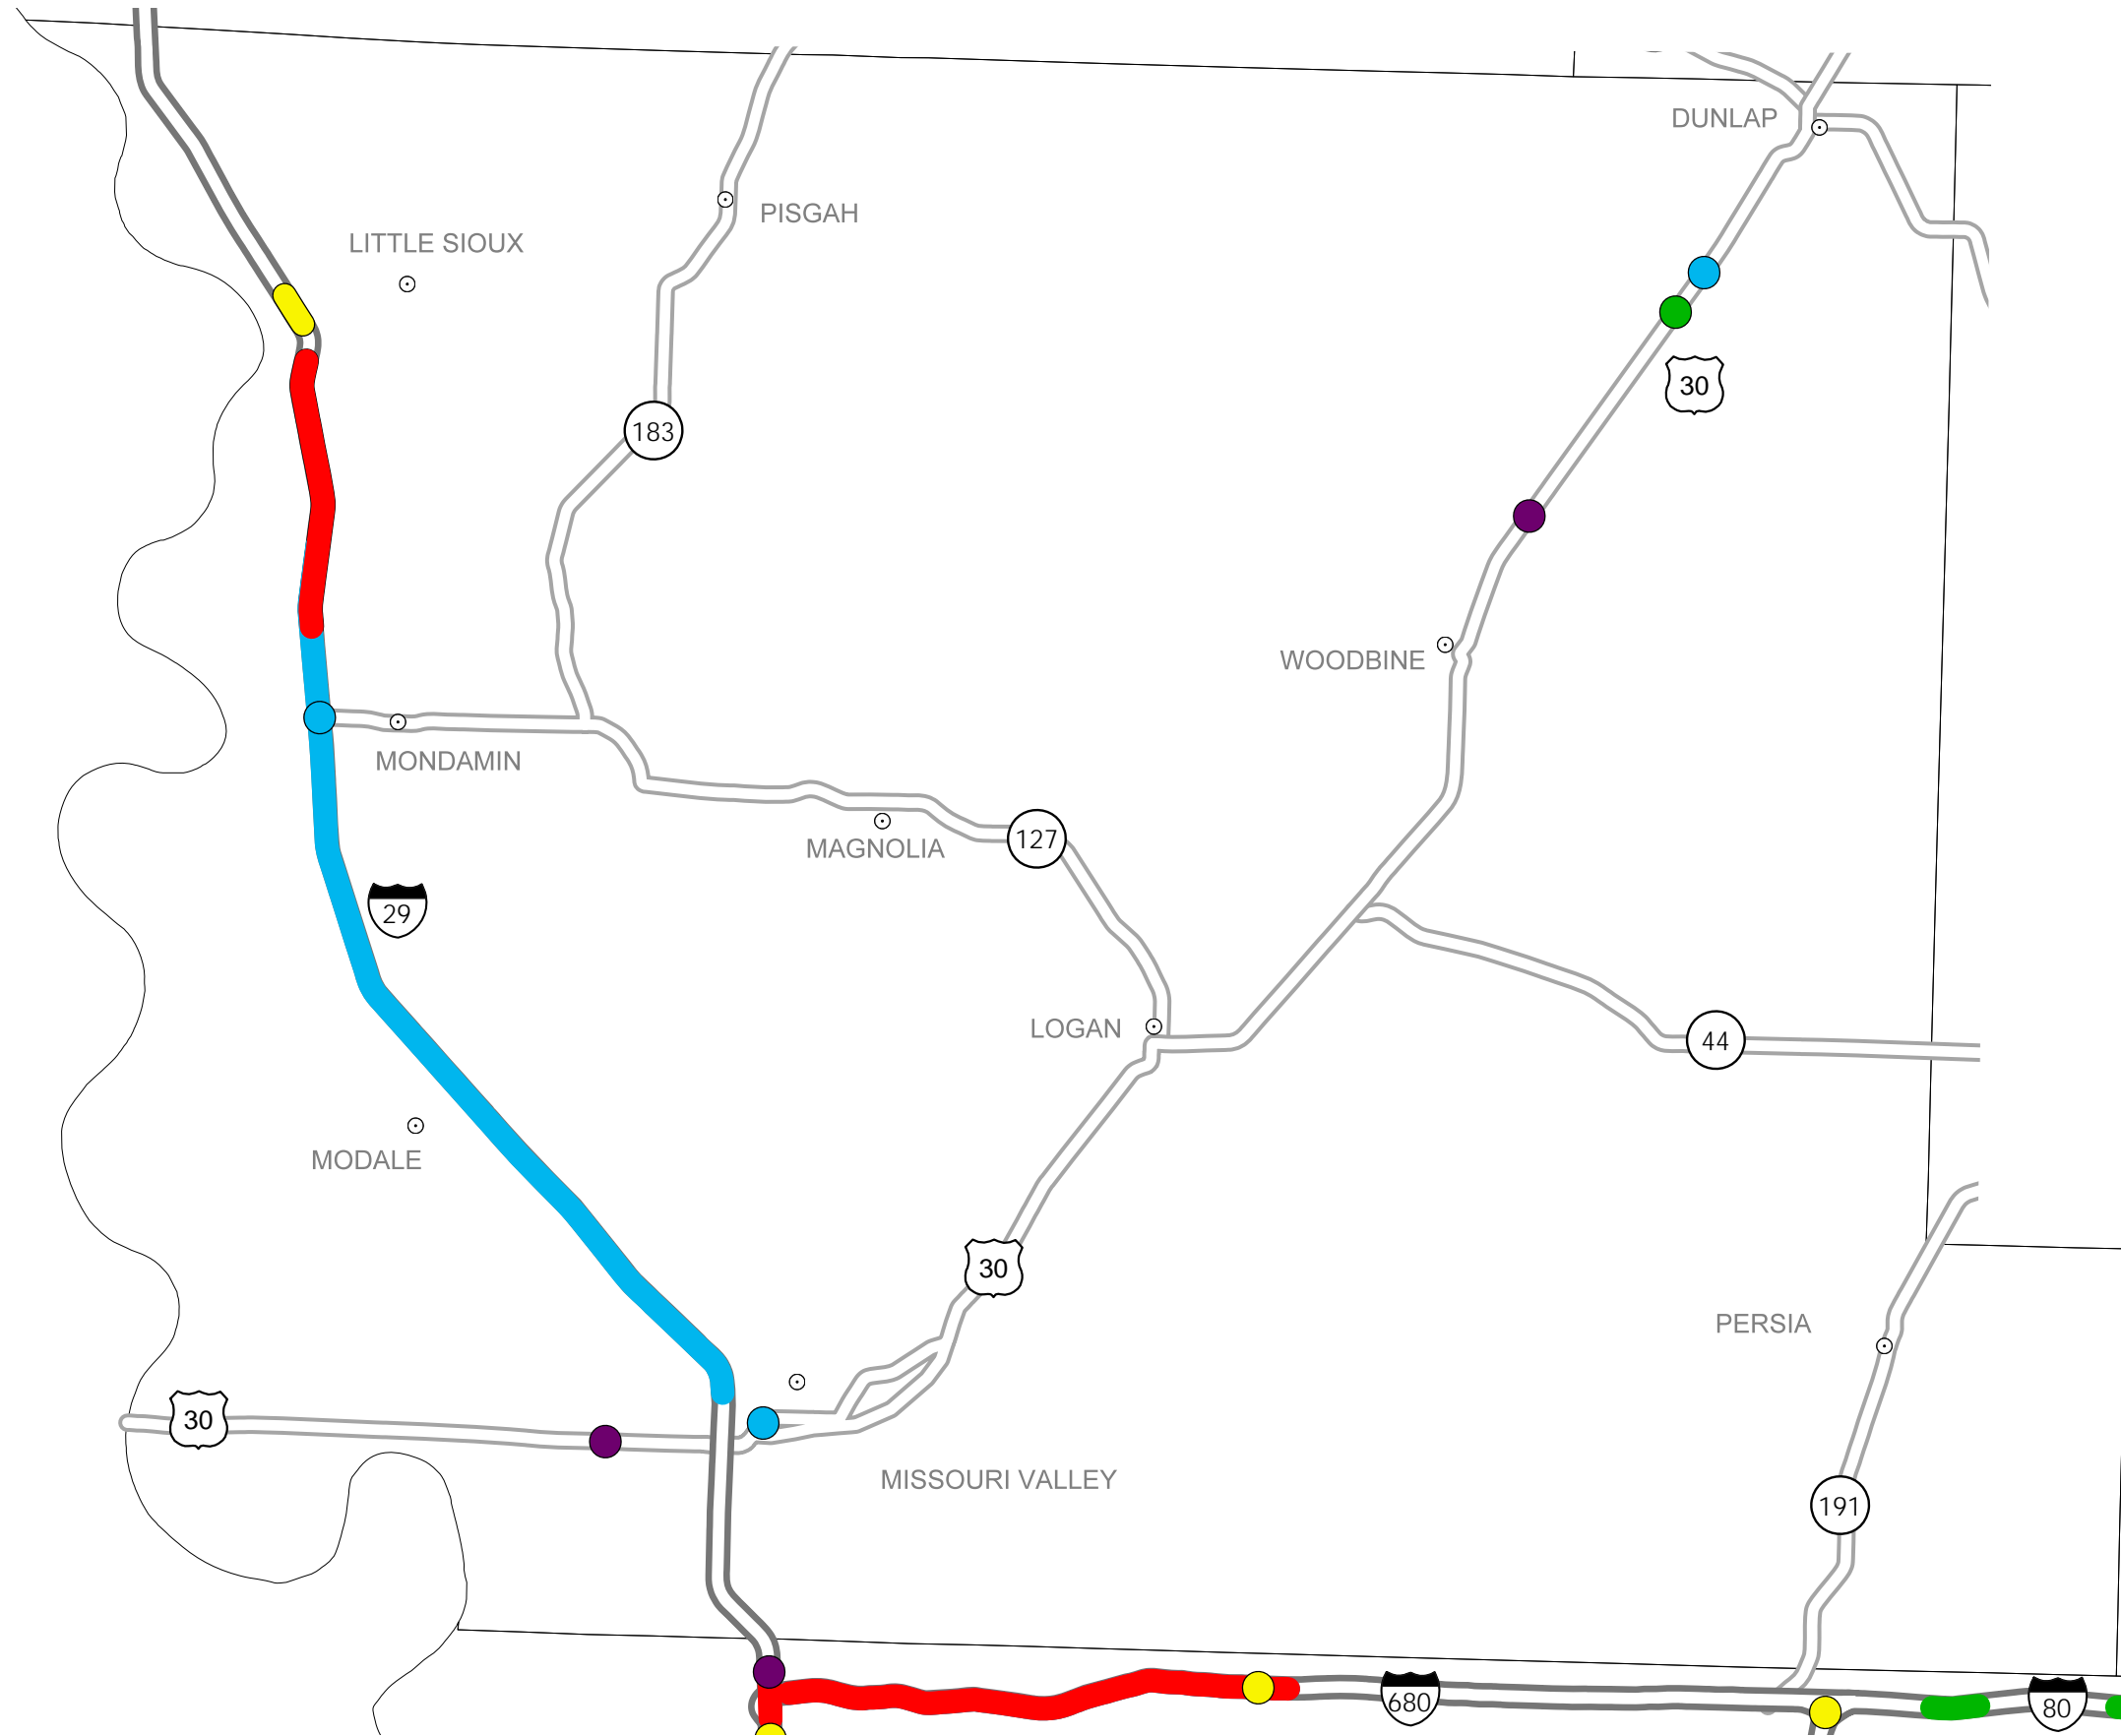 DUNLAP
PISGAH
LITTLE SIOUX
30
183
WOODBINE
MONDAMIN
127
MAGNOLIA
29
LOGAN
44
MODALE
30
PERSIA
30
MISSOURI VALLEY
191
680
80